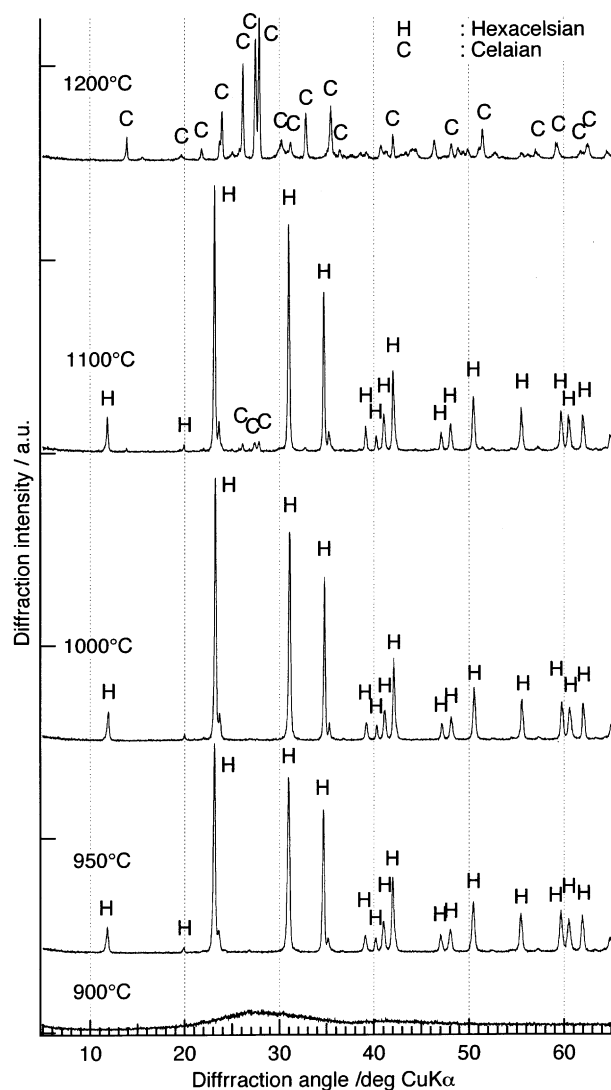 H : Hexacelsian
C : Celaian
1200°C
C C C C C C C C C C C C C C C C C C C
1100°C
H H H H H H H H H H H H H H H
C C C
1000°C
H H H H H H H H H H H H H H
950°C
H H H H H H H H H H H H H H H
900°C
10 20 30 40 50 60
Diffrraction angle /deg CuKα
Diffraction intensity / a.u.